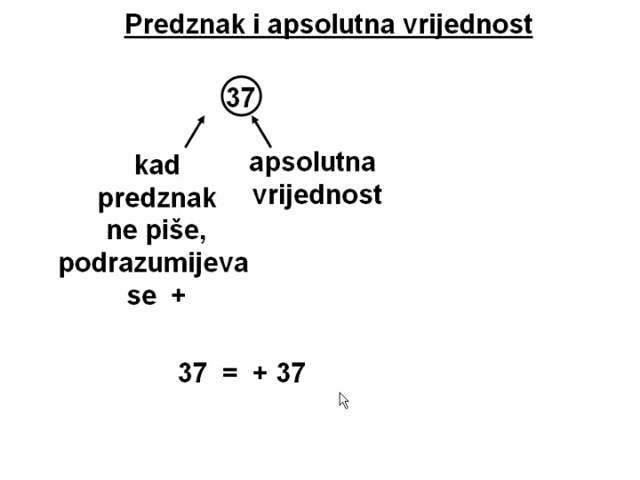 Predznak i apsolutna vrijednost
37
kad
predznak
ne piše,
podrazumijeva
se +
apsolutna
vrijednost
37 = + 37